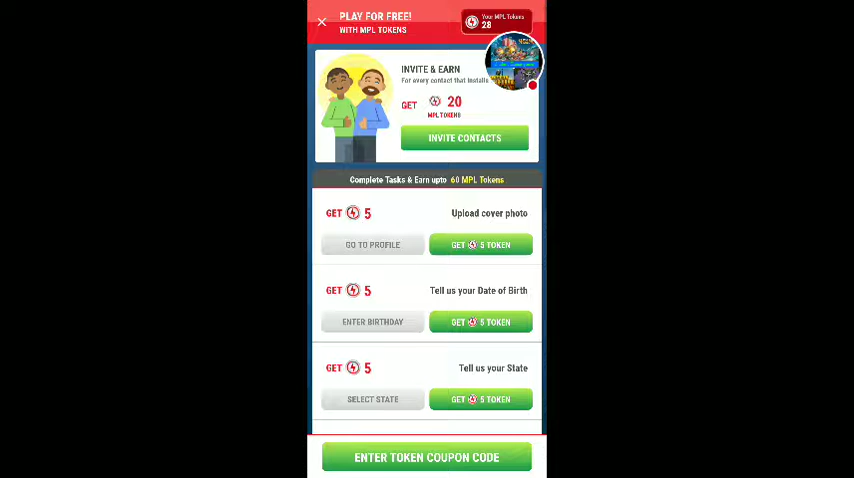 PLAY FOR FREE!
WITH MPL TOKENS
Your MPL Tokens
28
INVITE & EARN
For every contact that installs
GET 20
MPL TOKENS
INVITE CONTACTS
Complete Tasks & Earn upto 60 MPL Tokens
GET 5 Upload cover photo
GO TO PROFILE GET 5 TOKEN
GET 5 Tell us your Date of Birth
ENTER BIRTHDAY GET 5 TOKEN
GET 5 Tell us your State
SELECT STATE GET 5 TOKEN
ENTER TOKEN COUPON CODE